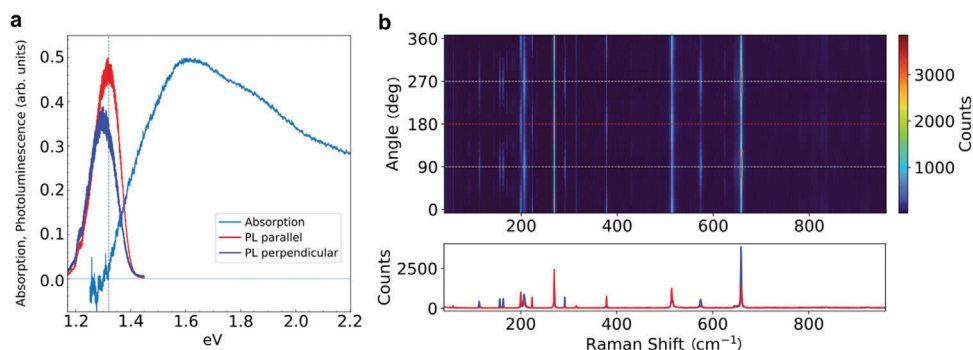 a
Absorption, Photoluminescence (arb. units)
0.5
0.4
0.3
0.2
0.1
0.0
Absorption
PL parallel
PL perpendicular
1.2
1.4
1.6
1.8
2.0
2.2
eV
b
Angle (deg)
360
270
180
90
0
200
400
600
800
3000
2000
1000
Counts
Counts
2500
0
200
400
600
800
Raman Shift (cm⁻¹)